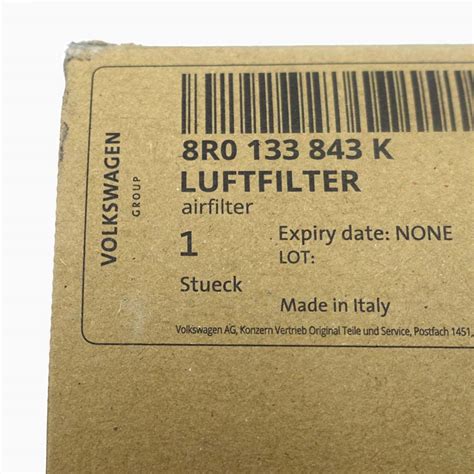 VOLKSWAGEN
GROUP
8R0 133 843 K
LUFTFILTER
airfilter
1
Expiry date: NONE
LOT:
Stueck
Made in Italy
Volkswagen AG, Konzern Vertrieb Original Teile und Service, Postfach 1451,